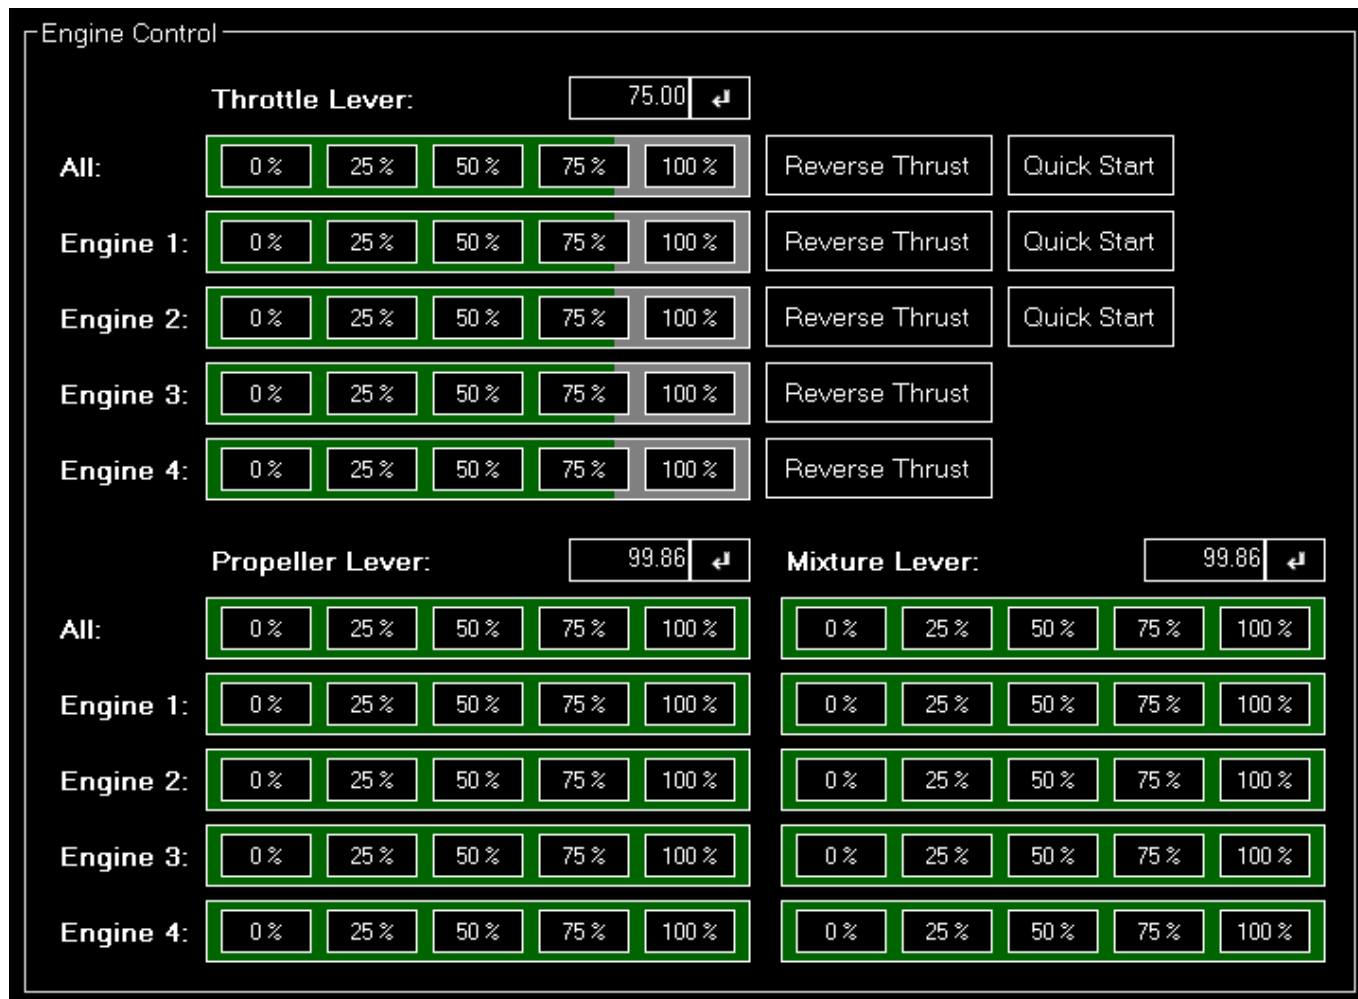 Engine Control
Throttle Lever: 75.00
All: 0 % 25 % 50 % 75 % 100 % Reverse Thrust Quick Start
Engine 1: 0 % 25 % 50 % 75 % 100 % Reverse Thrust Quick Start
Engine 2: 0 % 25 % 50 % 75 % 100 % Reverse Thrust Quick Start
Engine 3: 0 % 25 % 50 % 75 % 100 % Reverse Thrust
Engine 4: 0 % 25 % 50 % 75 % 100 % Reverse Thrust
Propeller Lever: 99.86 Mixture Lever: 99.86
All: 0 % 25 % 50 % 75 % 100 % 0 % 25 % 50 % 75 % 100 %
Engine 1: 0 % 25 % 50 % 75 % 100 % 0 % 25 % 50 % 75 % 100 %
Engine 2: 0 % 25 % 50 % 75 % 100 % 0 % 25 % 50 % 75 % 100 %
Engine 3: 0 % 25 % 50 % 75 % 100 % 0 % 25 % 50 % 75 % 100 %
Engine 4: 0 % 25 % 50 % 75 % 100 % 0 % 25 % 50 % 75 % 100 %